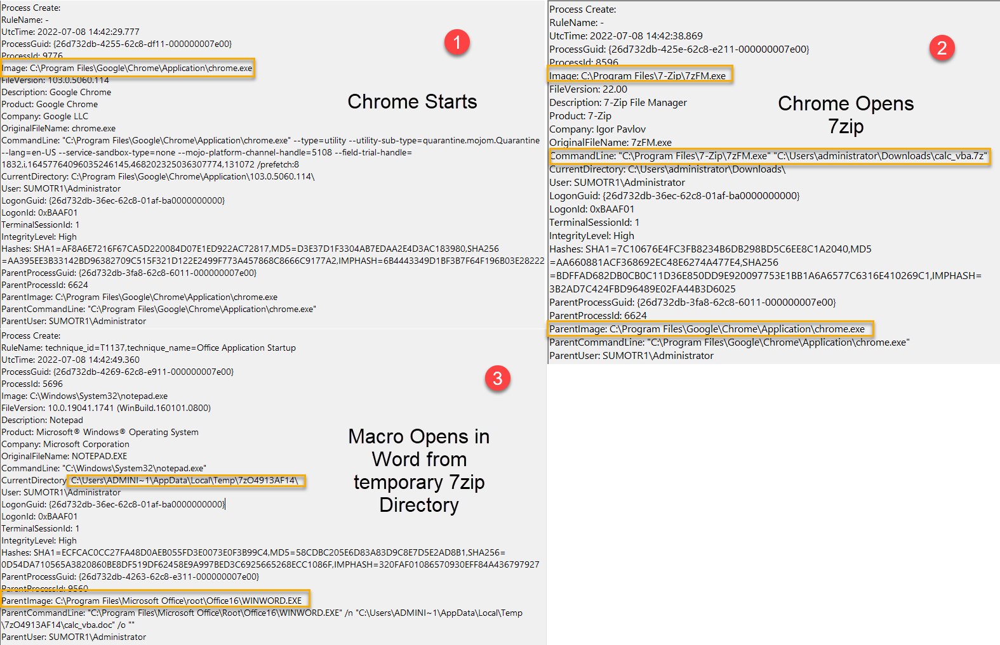 Process Create:
RuleName: -
UtcTime: 2022-07-08 14:42:29.777
ProcessGuid: {26d732db-4255-62c8-df11-000000007e00}
ProcessId: 9776
Image: C:\Program Files\Google\Chrome\Application\chrome.exe
FileVersion: 103.0.5060.114
Description: Google Chrome
Product: Google Chrome
Company: Google LLC
OriginalFileName: chrome.exe
CommandLine: "C:\Program Files\Google\Chrome\Application\chrome.exe" --type=utility --utility-sub-type=quarantine.mojom.Quarantine
--lang=en-US --service-sandbox-type=none --mojo-platform-channel-handle=5108 --field-trial-handle=
1832,i,16457764096035246145,468202325036307774,131072 /prefetch:8
CurrentDirectory: C:\Program Files\Google\Chrome\Application\103.0.5060.114\
User: SUMOTR1\Administrator
LogonGuid: {26d732db-36ec-62c8-01af-ba0000000000}
LogonId: 0xBAAF01
TerminalSessionId: 1
IntegrityLevel: High
Hashes: SHA1=AF8A6E7216F67CA5D220084D07E1ED922AC72817,MD5=D3E37D1F3304AB7EDAA2E4D3AC183980,SHA256
=AA395EE3B33142BD96382709C515F321D122E2499F773A457868C8666C9177A2,IMPHASH=6B4443349D1BF3B7F64F196B03E28222
ParentProcessGuid: {26d732db-3fa8-62c8-6011-000000007e00}
ParentProcessId: 6624
ParentImage: C:\Program Files\Google\Chrome\Application\chrome.exe
ParentCommandLine: "C:\Program Files\Google\Chrome\Application\chrome.exe"
ParentUser: SUMOTR1\Administrator
1
Chrome Starts
Process Create:
RuleName: -
UtcTime: 2022-07-08 14:42:38.869
ProcessGuid: {26d732db-425e-62c8-e211-000000007e00}
ProcessId: 8596
Image: C:\Program Files\7-Zip\7zFM.exe
FileVersion: 22.00
Description: 7-Zip File Manager
Product: 7-Zip
Company: Igor Pavlov
OriginalFileName: 7zFM.exe
CommandLine: "C:\Program Files\7-Zip\7zFM.exe" "C:\Users\administrator\Downloads\calc_vba.7z"
CurrentDirectory: C:\Users\administrator\Downloads\
User: SUMOTR1\Administrator
LogonGuid: {26d732db-36ec-62c8-01af-ba0000000000}
LogonId: 0xBAAF01
TerminalSessionId: 1
IntegrityLevel: High
Hashes: SHA1=7C10676E4FC3FB8234B6DB298BD5C6EE8C1A2040,MD5
=AA660881ACF368692EC48E6274A477E4,SHA256
=BDFFAD682DB0CB0C11D36E850DD9E920097753E1BB1A6A6577C6316E410269C1,IMPHASH=
3B2AD7C424FBD96489E02FA44B3D6025
ParentProcessGuid: {26d732db-3fa8-62c8-6011-000000007e00}
ParentProcessId: 6624
ParentImage: C:\Program Files\Google\Chrome\Application\chrome.exe
ParentCommandLine: "C:\Program Files\Google\Chrome\Application\chrome.exe"
ParentUser: SUMOTR1\Administrator
2
Chrome Opens
7zip
Process Create:
RuleName: technique_id=T1137,technique_name=Office Application Startup
UtcTime: 2022-07-08 14:42:49.360
ProcessGuid: {26d732db-4269-62c8-e911-000000007e00}
ProcessId: 5696
Image: C:\Windows\System32\notepad.exe
FileVersion: 10.0.19041.1741 (WinBuild.160101.0800)
Description: Notepad
Product: Microsoft® Windows® Operating System
Company: Microsoft Corporation
OriginalFileName: NOTEPAD.EXE
CommandLine: "C:\Windows\System32\notepad.exe"
CurrentDirectory C:\Users\ADMINI~1\AppData\Local\Temp\7zO4913AF14\
User: SUMOTR1\Administrator
LogonGuid: {26d732db-36ec-62c8-01af-ba0000000000}
LogonId: 0xBAAF01
TerminalSessionId: 1
IntegrityLevel: High
Hashes: SHA1=ECFCAC0CC27FA48D0AEB055FD3E0073E0F3B99C4,MD5=58CDBC205E6D83A83D9C8E7D5E2AD8B1,SHA256=
0D54DA710565A3820860BE8DF519DF62458E9A997BED3C6925665268ECC1086F,IMPHASH=320FAF01086570930EFF84A436797927
ParentProcessGuid: {26d732db-4263-62c8-e311-000000007e00}
ParentProcessId: 9560
ParentImage: C:\Program Files\Microsoft Office\root\Office16\WINWORD.EXE
ParentCommandLine: "C:\Program Files\Microsoft Office\Root\Office16\WINWORD.EXE" /n "C:\Users\ADMINI~1\AppData\Local\Temp
\7zO4913AF14\calc_vba.doc" /o ""
ParentUser: SUMOTR1\Administrator
3
Macro Opens in
Word from
temporary 7zip
Directory